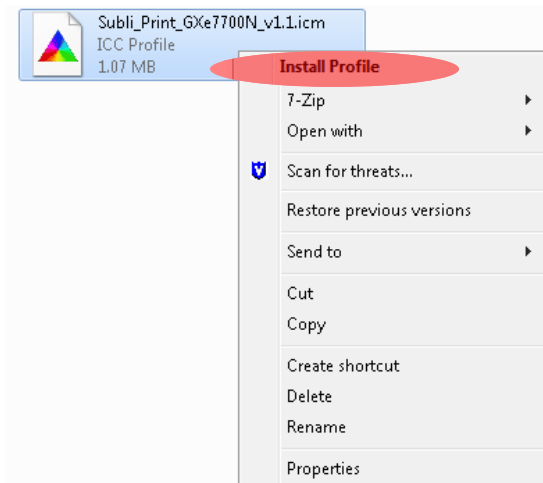 Subli_Print_GXe7700N_v1.1.icm
ICC Profile
1.07 MB
Install Profile
7-Zip
Open with
Scan for threats...
Restore previous versions
Send to
Cut
Copy
Create shortcut
Delete
Rename
Properties